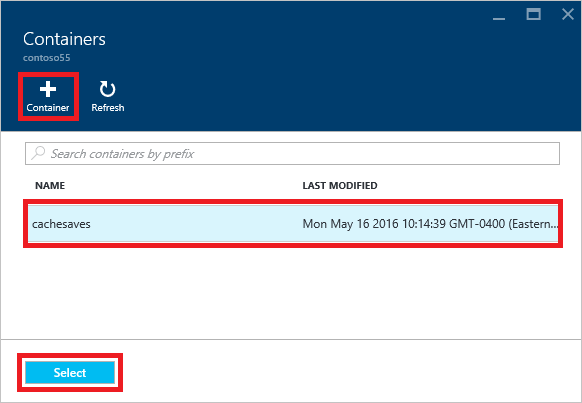 Containers
contoso55
Container Refresh
Search containers by prefix
NAME LAST MODIFIED
cachesaves Mon May 16 2016 10:14:39 GMT-0400 (Eastern...
Select